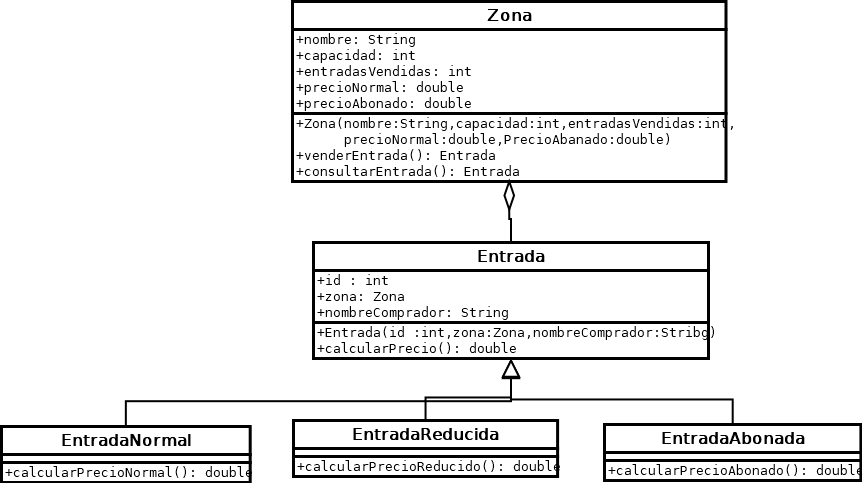 Zona
+nombre: String
+capacidad: int
+entradasVendidas: int
+precioNormal: double
+precioAbonado: double
+Zona(nombre:String,capacidad:int,entradasVendidas:int,
precioNormal:double,PrecioAbanado:double)
+venderEntrada(): Entrada
+consultarEntrada(): Entrada
Entrada
+id : int
+zona: Zona
+nombreComprador: String
+Entrada(id :int,zona:Zona,nombreComprador:Stribg)
+calcularPrecio(): double
EntradaNormal
+calcularPrecioNormal(): double
EntradaReducida
+calcularPrecioReducido(): double
EntradaAbonada
+calcularPrecioAbonado(): double